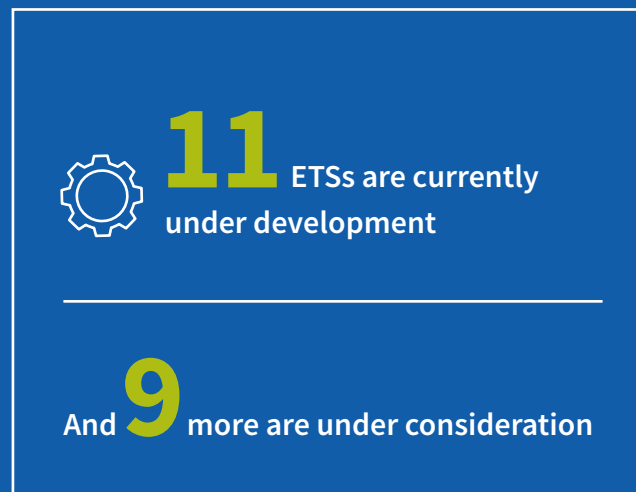 11 ETSs are currently
under development
And 9 more are under consideration